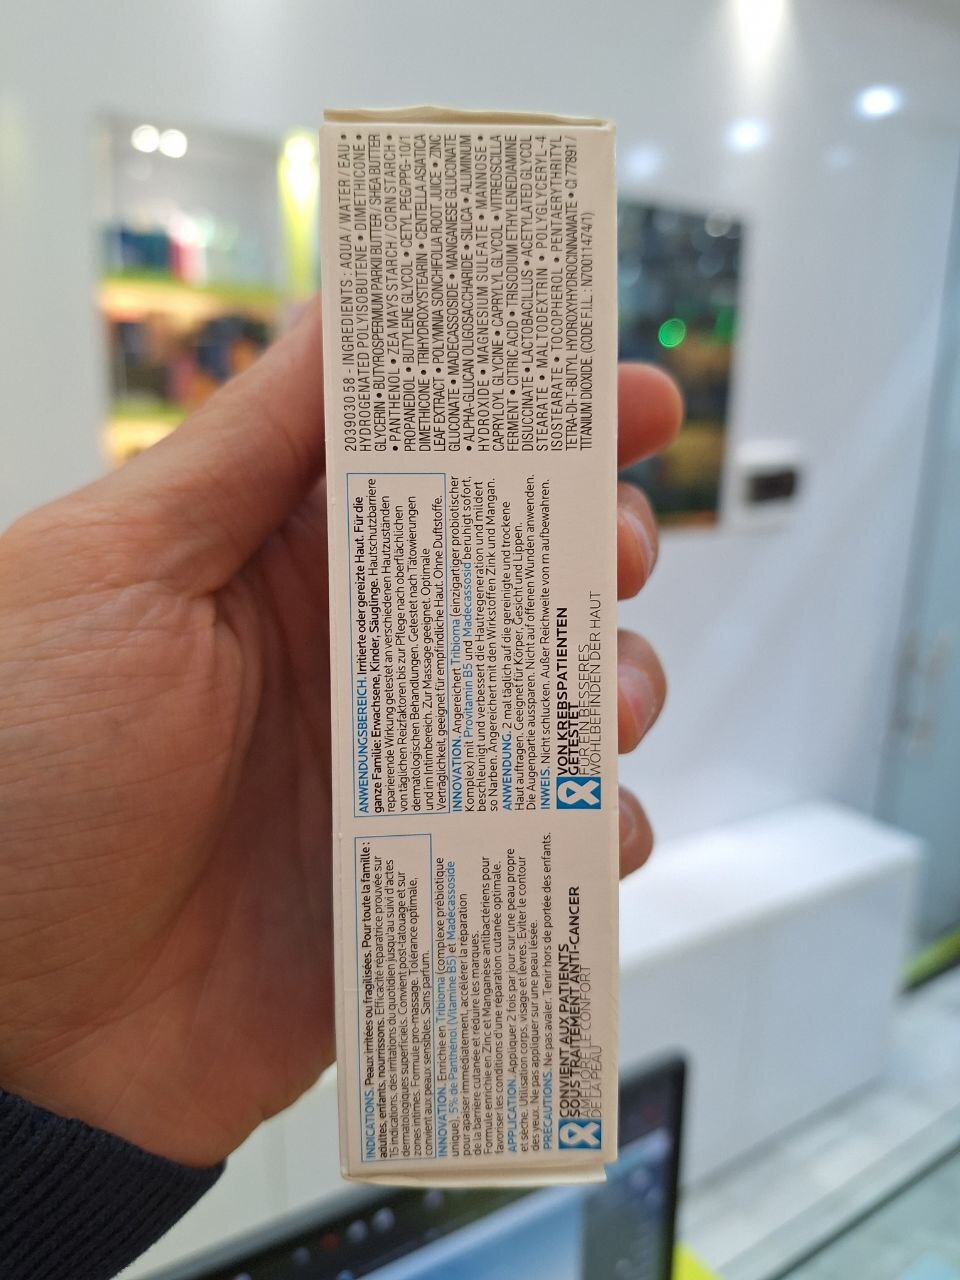 203903058 - INGREDIENTS : AQUA / WATER / EAU •
HYDROGENATED POLYISOBUTENE • DIMETHICONE •
GLYCERIN • BUTYROSPERMUM PARKII BUTTER / SHEA BUTTER
• PANTHENOL • ZEA MAYS STARCH / CORN STARCH •
PROPANEDIOL • BUTYLENE GLYCOL • CETYL PEG/PPG-10/1
DIMETHICONE • TRIHYDROXYSTEARIN • CENTELLA ASIATICA
LEAF EXTRACT • POLYMNIA SONCHIFOLIA ROOT JUICE • ZINC
GLUCONATE • MADECASSOSIDE • MANGANESE GLUCONATE
• ALPHA-GLUCAN OLIGOSACCHARIDE • SILICA • ALUMINUM
HYDROXIDE • MAGNESIUM SULFATE • MANNOSE •
CAPRYLOYL GLYCINE • CAPRYLYL GLYCOL • VITREOSCILLA
FERMENT • CITRIC ACID • TRISODIUM ETHYLENEDIAMINE
DISUCCINATE • LACTOBACILLUS • ACETYLATED GLYCOL
STEARATE • MALTODEXTRIN • POLYGLYCERYL-4
ISOSTEARATE • TOCOPHEROL • PENTAERYTHRITYL
TETRA-DI-T-BUTYL HYDROXYHYDROCINNAMATE • CI 77891 /
TITANIUM DIOXIDE. (CODE F.I.L. : N70011474/1)
ANWENDUNGSBEREICH. Irritierte oder gereizte Haut. Für die
ganze Familie: Erwachsene, Kinder, Säuglinge. Hautschutzbarriere
reparierende Wirkung getestet an verschiedenen Hautzuständen
von täglichen Reizfaktoren bis zur Pflege nach oberflächlichen
dermatologischen Behandlungen. Getestet nach Tätowierungen
und im Intimbereich. Zur Massage geeignet. Optimale
Verträglichkeit, geeignet für empfindliche Haut. Ohne Duftstoffe.
INNOVATION. Angereichert Tribioma (einzigartiger probiotischer
Komplex) mit Provitamin B5 und Madecassosid beruhigt sofort,
beschleunigt und verbessert die Hautregeneration und mildert
so Narben. Angereichert mit den Wirkstoffen Zink und Mangan.
ANWENDUNG. 2 mal täglich auf die gereinigte und trockene
Haut auftragen. Geeignet für Körper, Gesicht und Lippen.
Die Augenpartie aussparen. Nicht auf offenen Wunden anwenden.
INWEIS. Nicht schlucken. Außer Reichweite von m aufbewahren.
VON KREBSPATIENTEN
GETESTET
FÜR EIN BESSERES
WOHLBEFINDEN DER HAUT
INDICATIONS. Peaux irritées ou fragilisées. Pour toute la famille :
adultes, enfants, nourrissons. Efficacité réparatrice prouvée sur
15 indications, des irritations du quotidien jusqu'au suivi d'actes
dermatologiques superficiels. Convient post-tatouage et sur
zones intimes. Formule pro-massage. Tolérance optimale,
convient aux peaux sensibles. Sans parfum.
INNOVATION. Enrichie en Tribioma (complexe prébiotique
unique), 5% de Panthénol (Vitamine B5) et Madécassoside
pour apaiser immédiatement, accélérer la réparation
de la barrière cutanée et réduire les marques.
Formule enrichie en Zinc et Manganèse antibactériens pour
favoriser les conditions d'une réparation cutanée optimale.
APPLICATION. Appliquer 2 fois par jour sur une peau propre
et sèche. Utilisation corps, visage et lèvres. Eviter le contour
des yeux. Ne pas appliquer sur une peau lésée.
PRÉCAUTIONS. Ne pas avaler. Tenir hors de portée des enfants.
CONVIENT AUX PATIENTS
SOUS TRAITEMENT ANTI-CANCER
AMÉLIORE LE CONFORT
DE LA PEAU